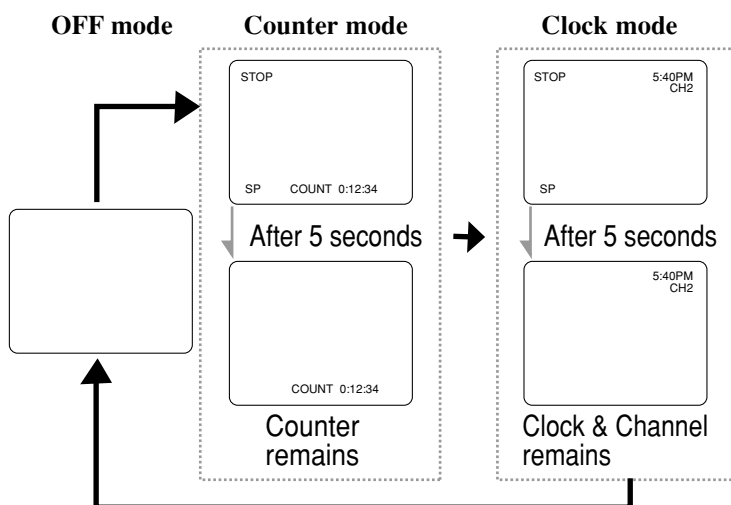 OFF mode
Counter mode
Clock mode
STOP
SP COUNT 0:12:34
After 5 seconds
COUNT 0:12:34
Counter
remains
STOP 5:40PM
CH2
SP
After 5 seconds
5:40PM
CH2
Clock & Channel
remains